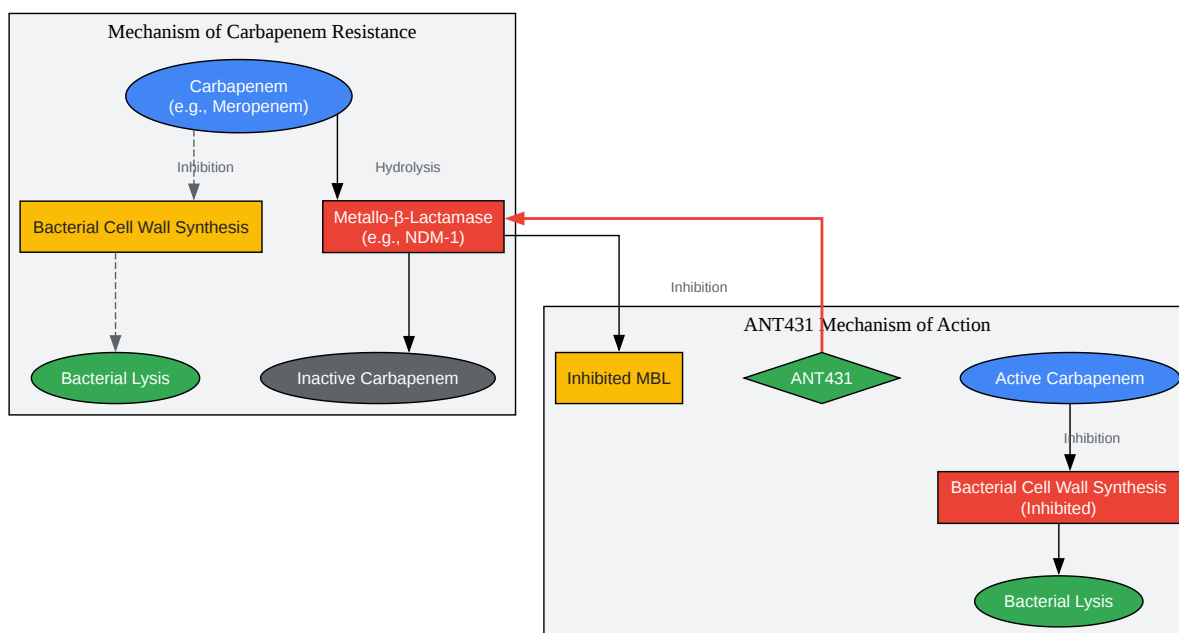 Mechanism of Carbapenem Resistance
Carbapenem
(e.g., Meropenem)
Inhibition
Hydrolysis
Bacterial Cell Wall Synthesis
Metallo-β-Lactamase
(e.g., NDM-1)
Bacterial Lysis
Inactive Carbapenem
Inhibition
ANT431 Mechanism of Action
Inhibited MBL
ANT431
Active Carbapenem
Inhibition
Bacterial Cell Wall Synthesis
(Inhibited)
Bacterial Lysis